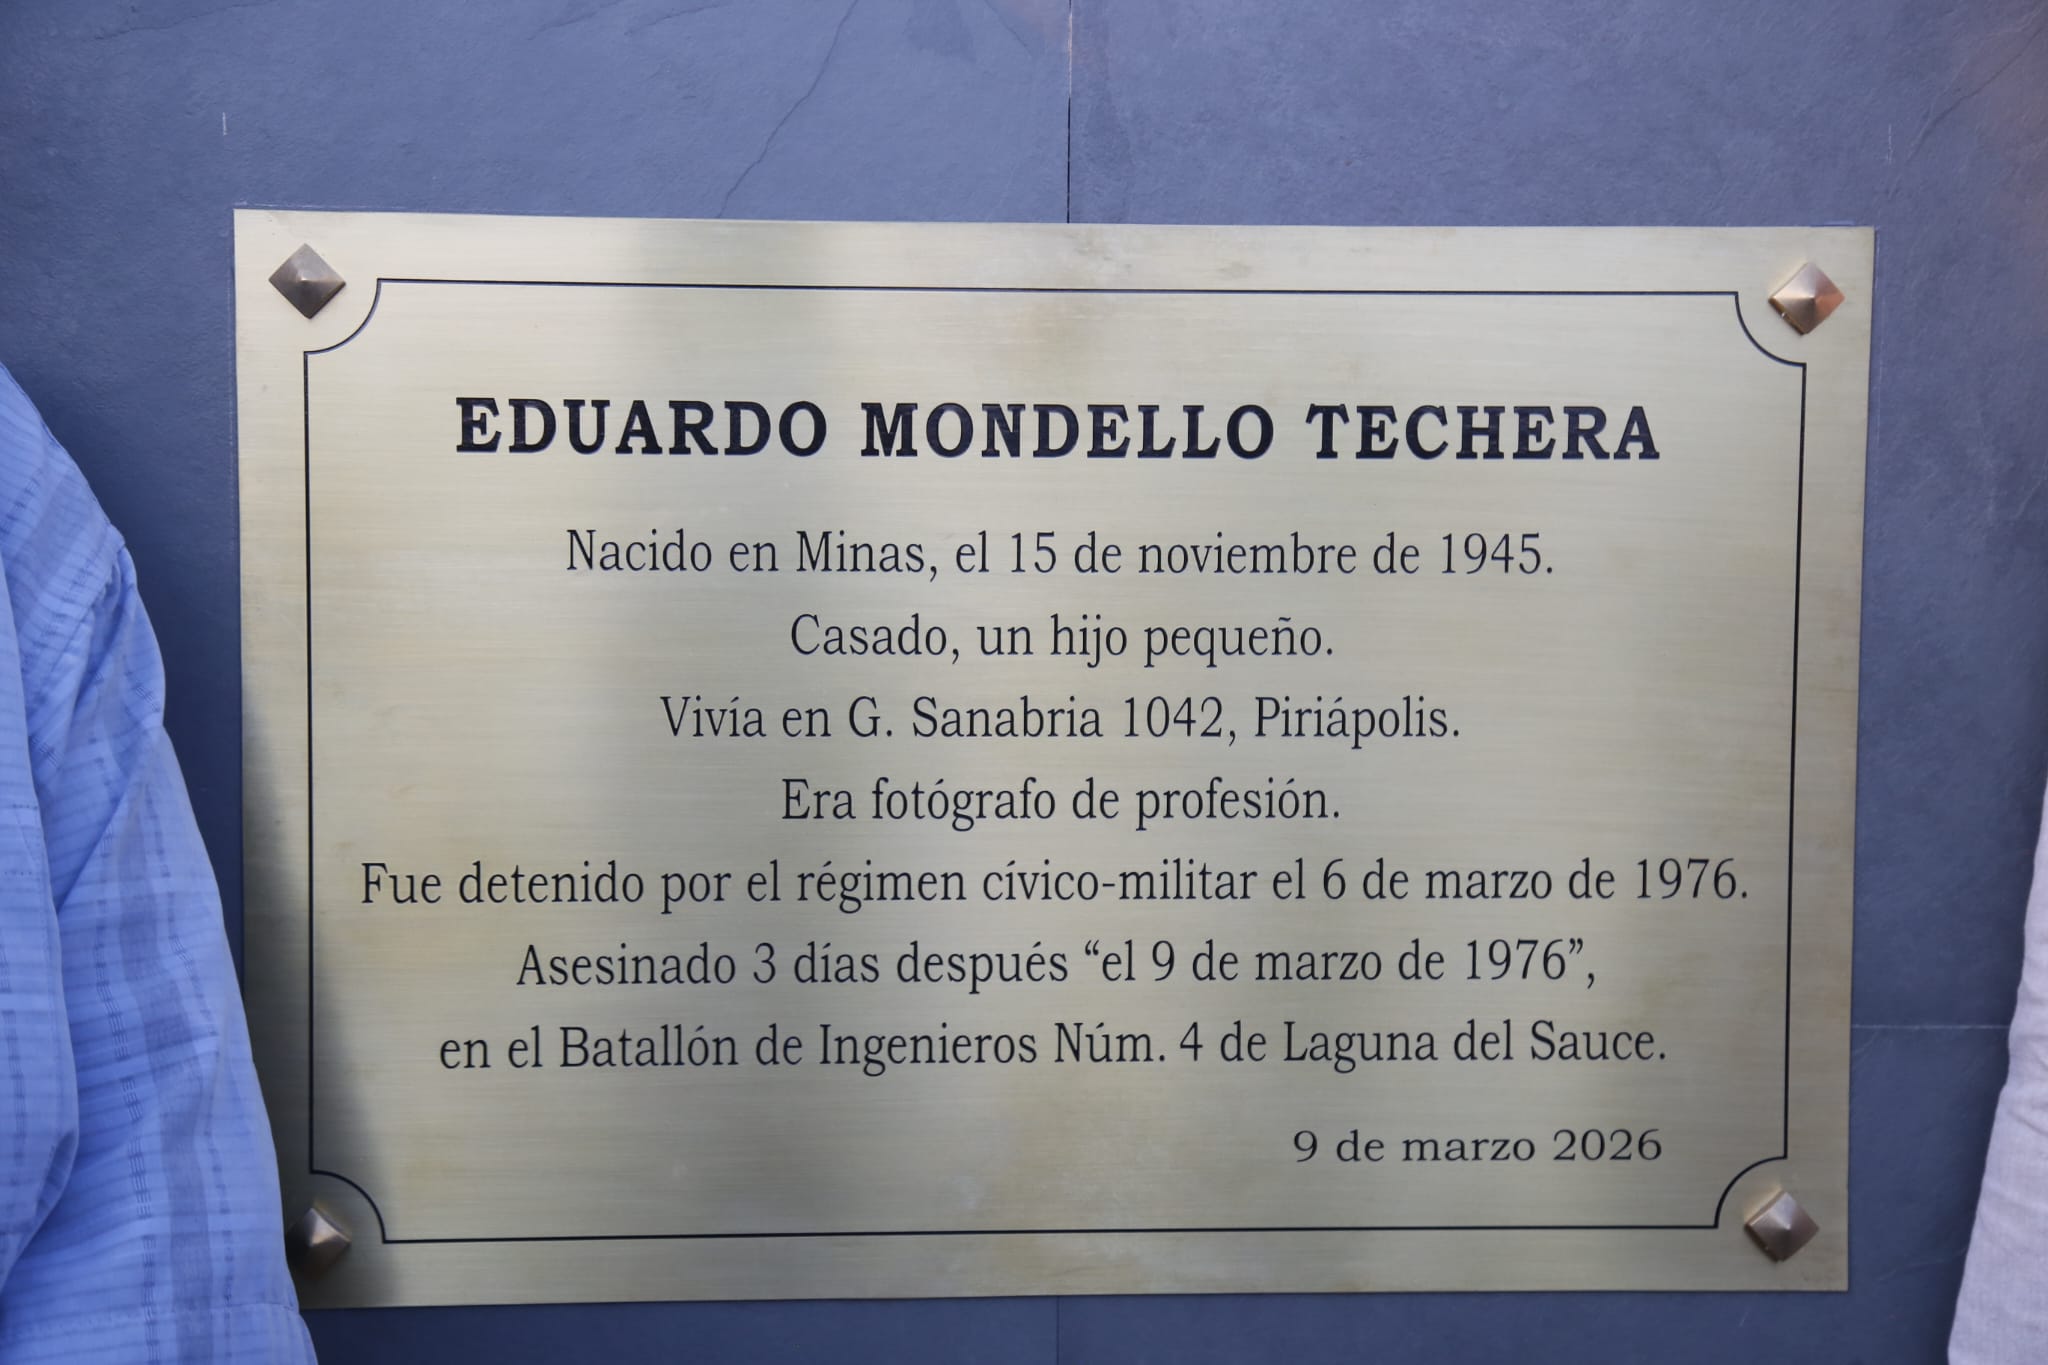 EDUARDO MONDELLO TECHERA
Nacido en Minas, el 15 de noviembre de 1945.
Casado, un hijo pequeño.
Vivía en G. Sanabria 1042, Piriápolis.
Era fotógrafo de profesión.
Fue detenido por el régimen cívico-militar el 6 de marzo de 1976.
Asesinado 3 días después “el 9 de marzo de 1976”,
en el Batallón de Ingenieros Núm. 4 de Laguna del Sauce.
9 de marzo 2026